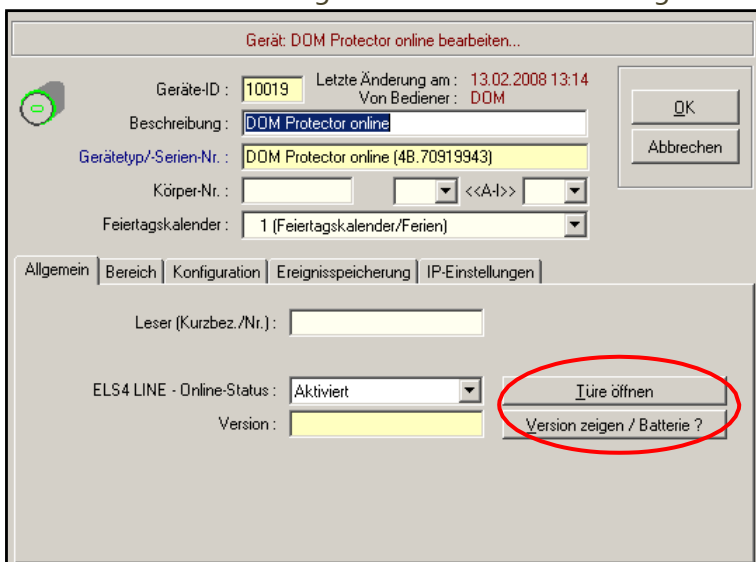 Gerät: DOM Protector online bearbeiten...
Geräte-ID : 10019 Letzte Änderung am : 13.02.2008 13:14
Von Bediener : DOM
OK
Beschreibung : DOM Protector online
Abbrechen
Gerätetyp/-Serien-Nr. : DOM Protector online (4B.70919943)
Körper-Nr. : <<A-I>>
Feiertagskalender : 1 (Feiertagskalender/Ferien)
Allgemein Bereich Konfiguration Ereignisspeicherung IP-Einstellungen
Leser (Kurzbez./Nr.) :
ELS4 LINE - Online-Status : Aktiviert Türe öffnen
Version : Version zeigen / Batterie ?